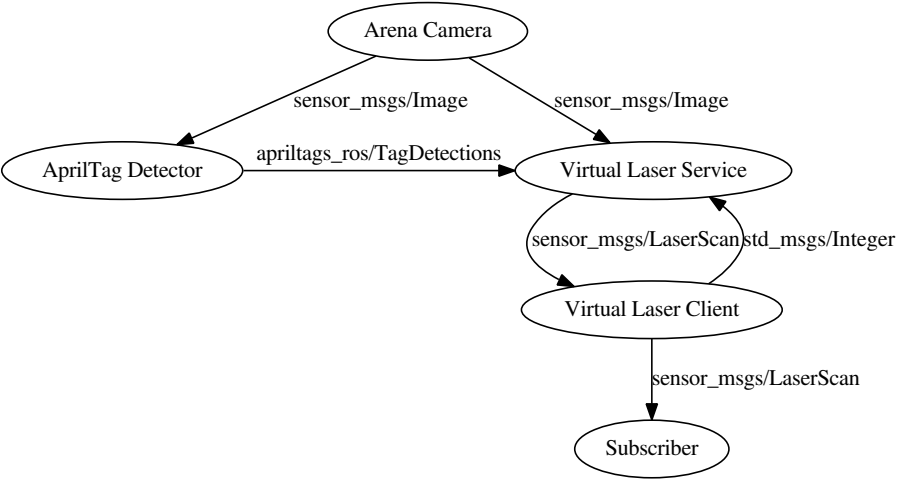 Arena Camera
sensor_msgs/Image
sensor_msgs/Image
apriltags_ros/TagDetections
AprilTag Detector
Virtual Laser Service
sensor_msgs/LaserScan
std_msgs/Integer
Virtual Laser Client
sensor_msgs/LaserScan
Subscriber